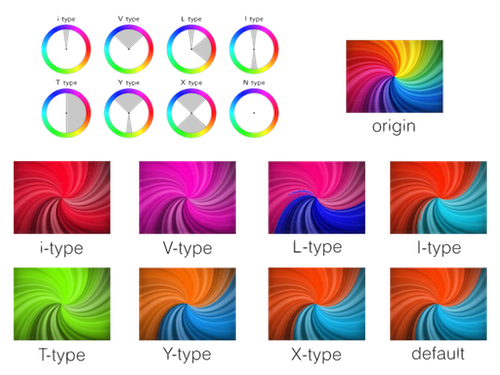 i type V type L type I type
T type Y type X type N type
origin
i-type V-type L-type I-type
T-type Y-type X-type default